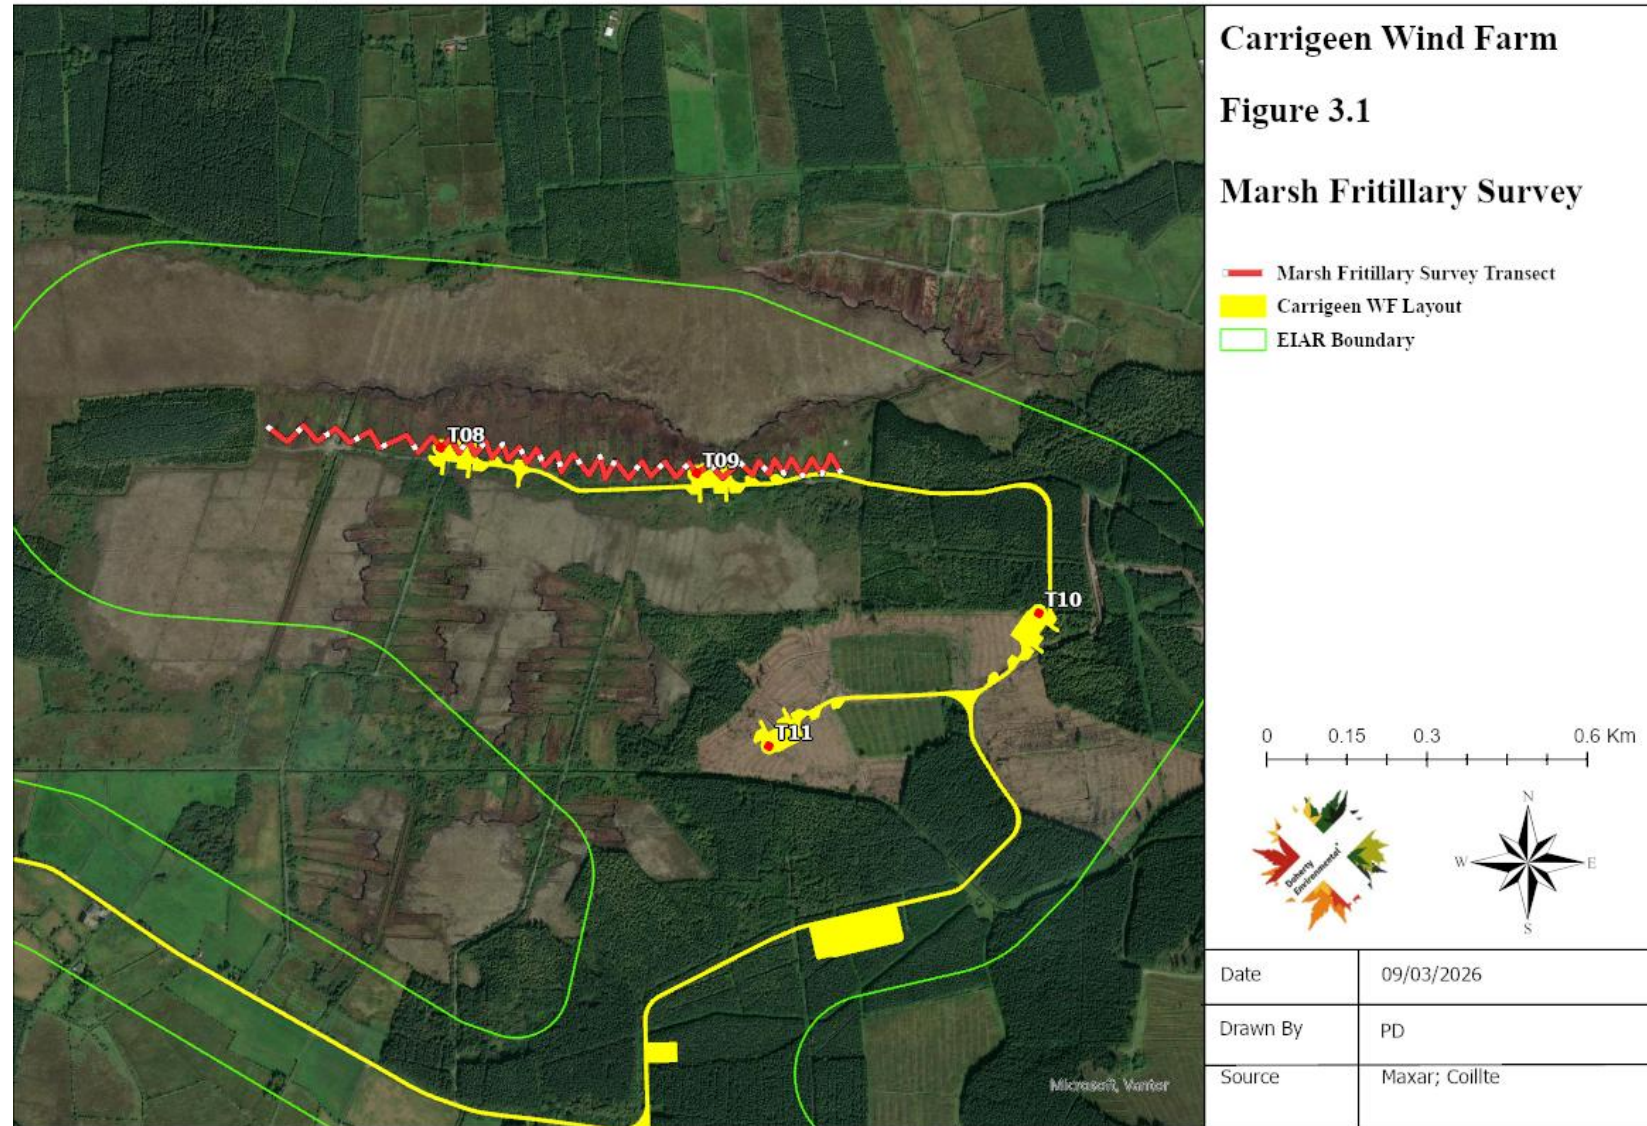 Carrigeen Wind Farm
Figure 3.1
Marsh Fritillary Survey
Marsh Fritillary Survey Transect
Carrigeen WF Layout
EIAR Boundary
T08
T09
T10
T11
0 0.15 0.3 0.6 Km
Doherty
Environmental
N
W E
S
Date 09/03/2026
Drawn By PD
Source Maxar; Coillte
Microsoft, Vantor